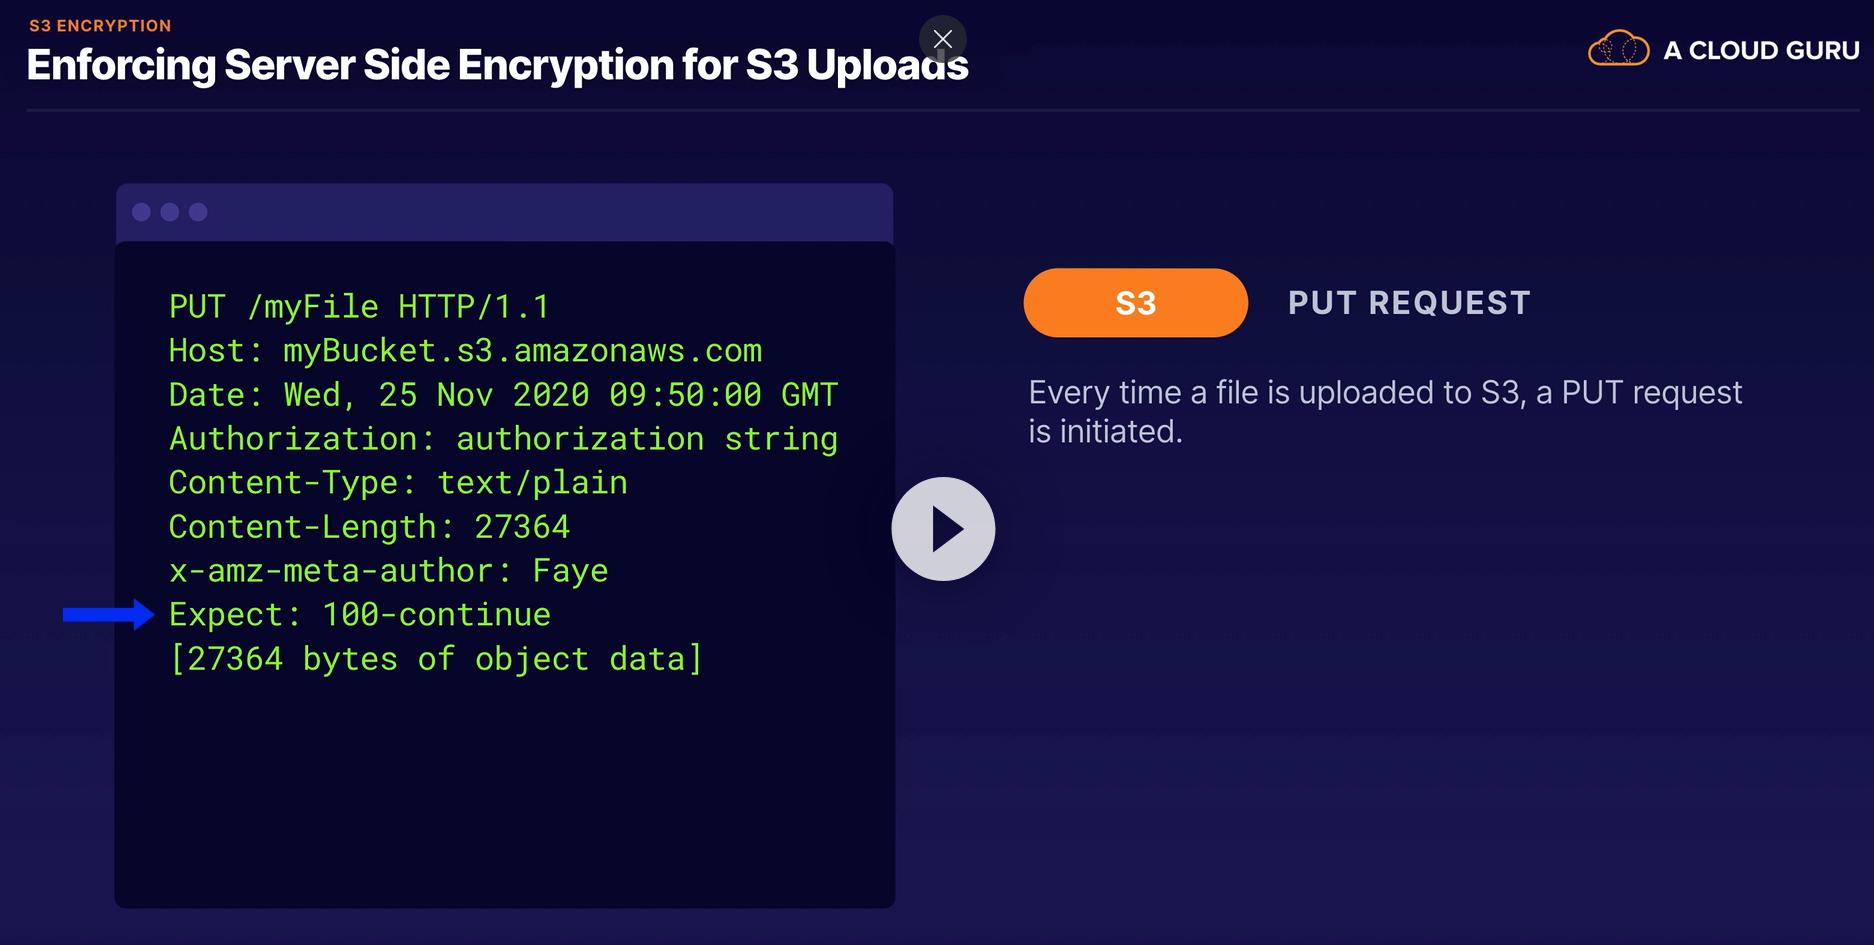 S3 ENCRYPTION
Enforcing Server Side Encryption for S3 Uploads
A CLOUD GURU
PUT /myFile HTTP/1.1
Host: myBucket.s3.amazonaws.com
Date: Wed, 25 Nov 2020 09:50:00 GMT
Authorization: authorization string
Content-Type: text/plain
Content-Length: 27364
x-amz-meta-author: Faye
Expect: 100-continue
[27364 bytes of object data]
S3 PUT REQUEST
Every time a file is uploaded to S3, a PUT request
is initiated.